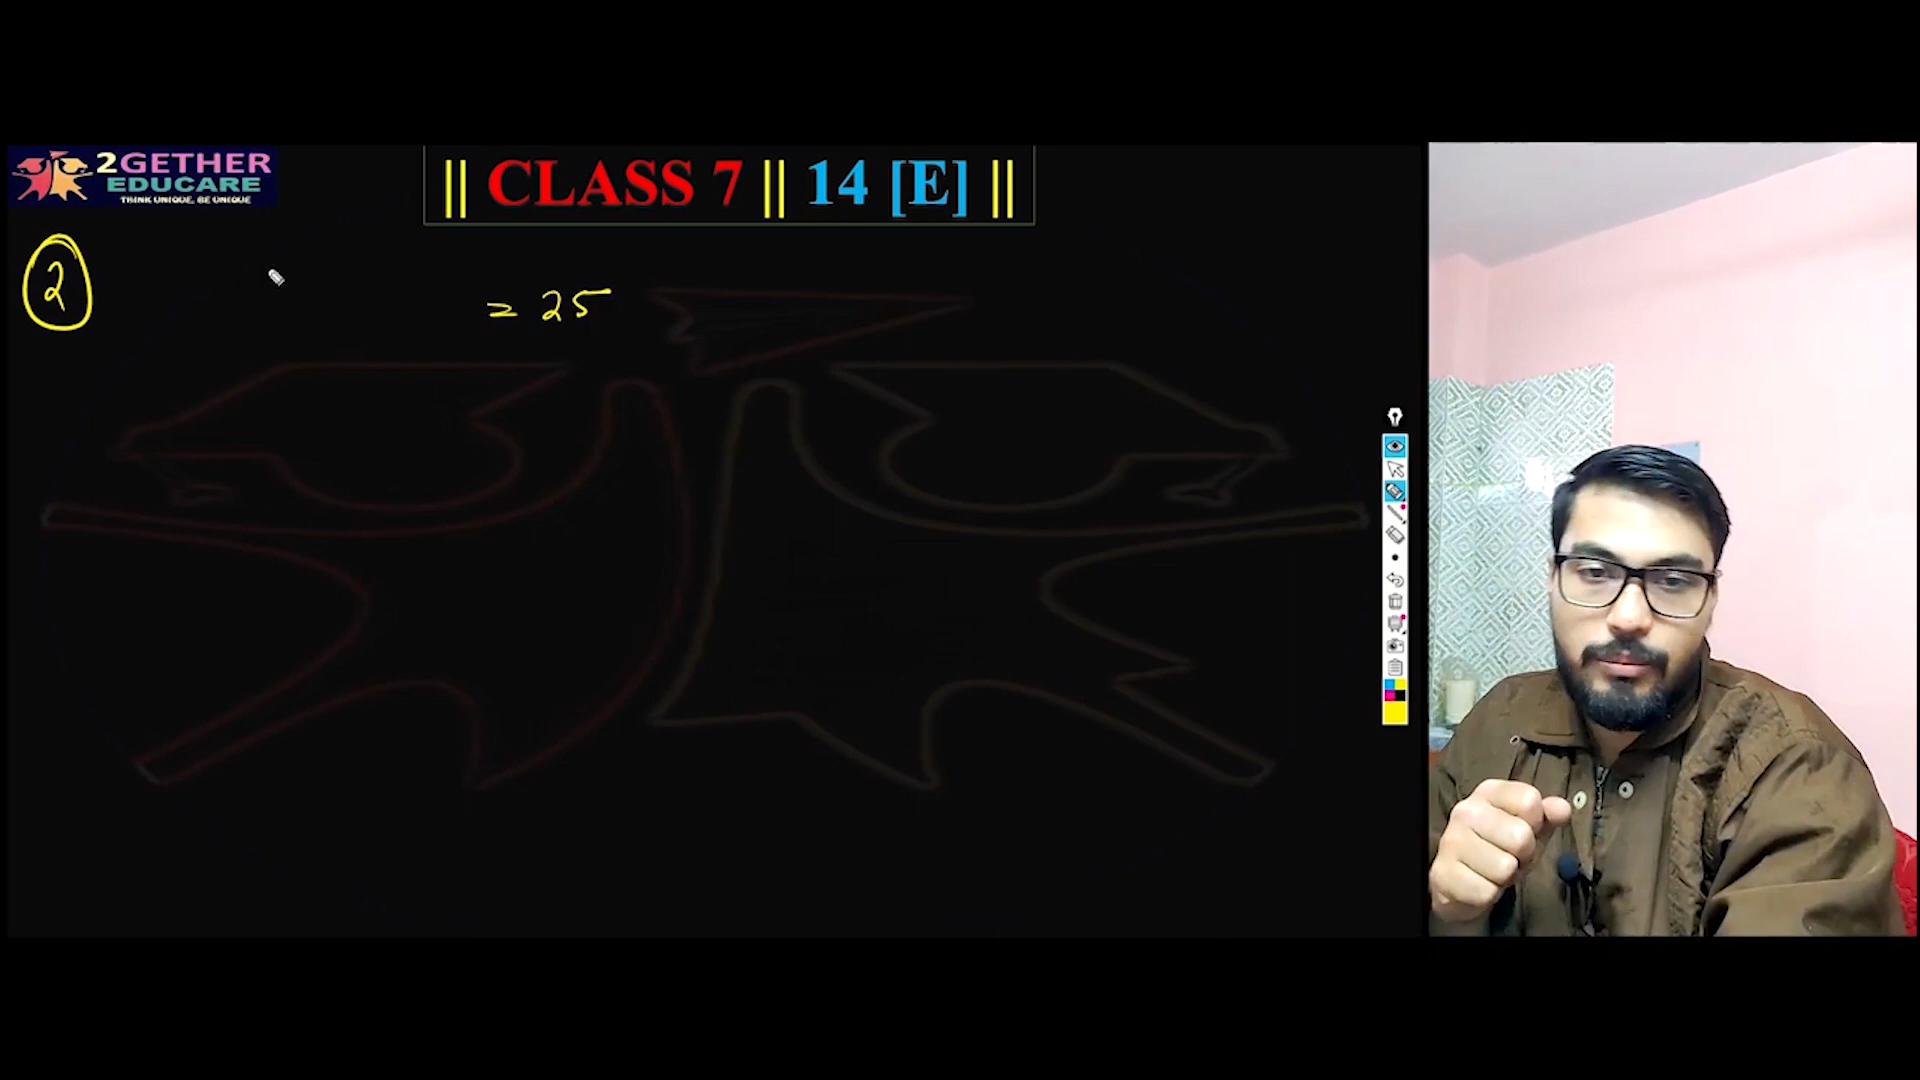 2GETHER
EDUCARE
THINK UNIQUE, BE UNIQUE
|| CLASS 7 || 14 [E] ||
2
= 25